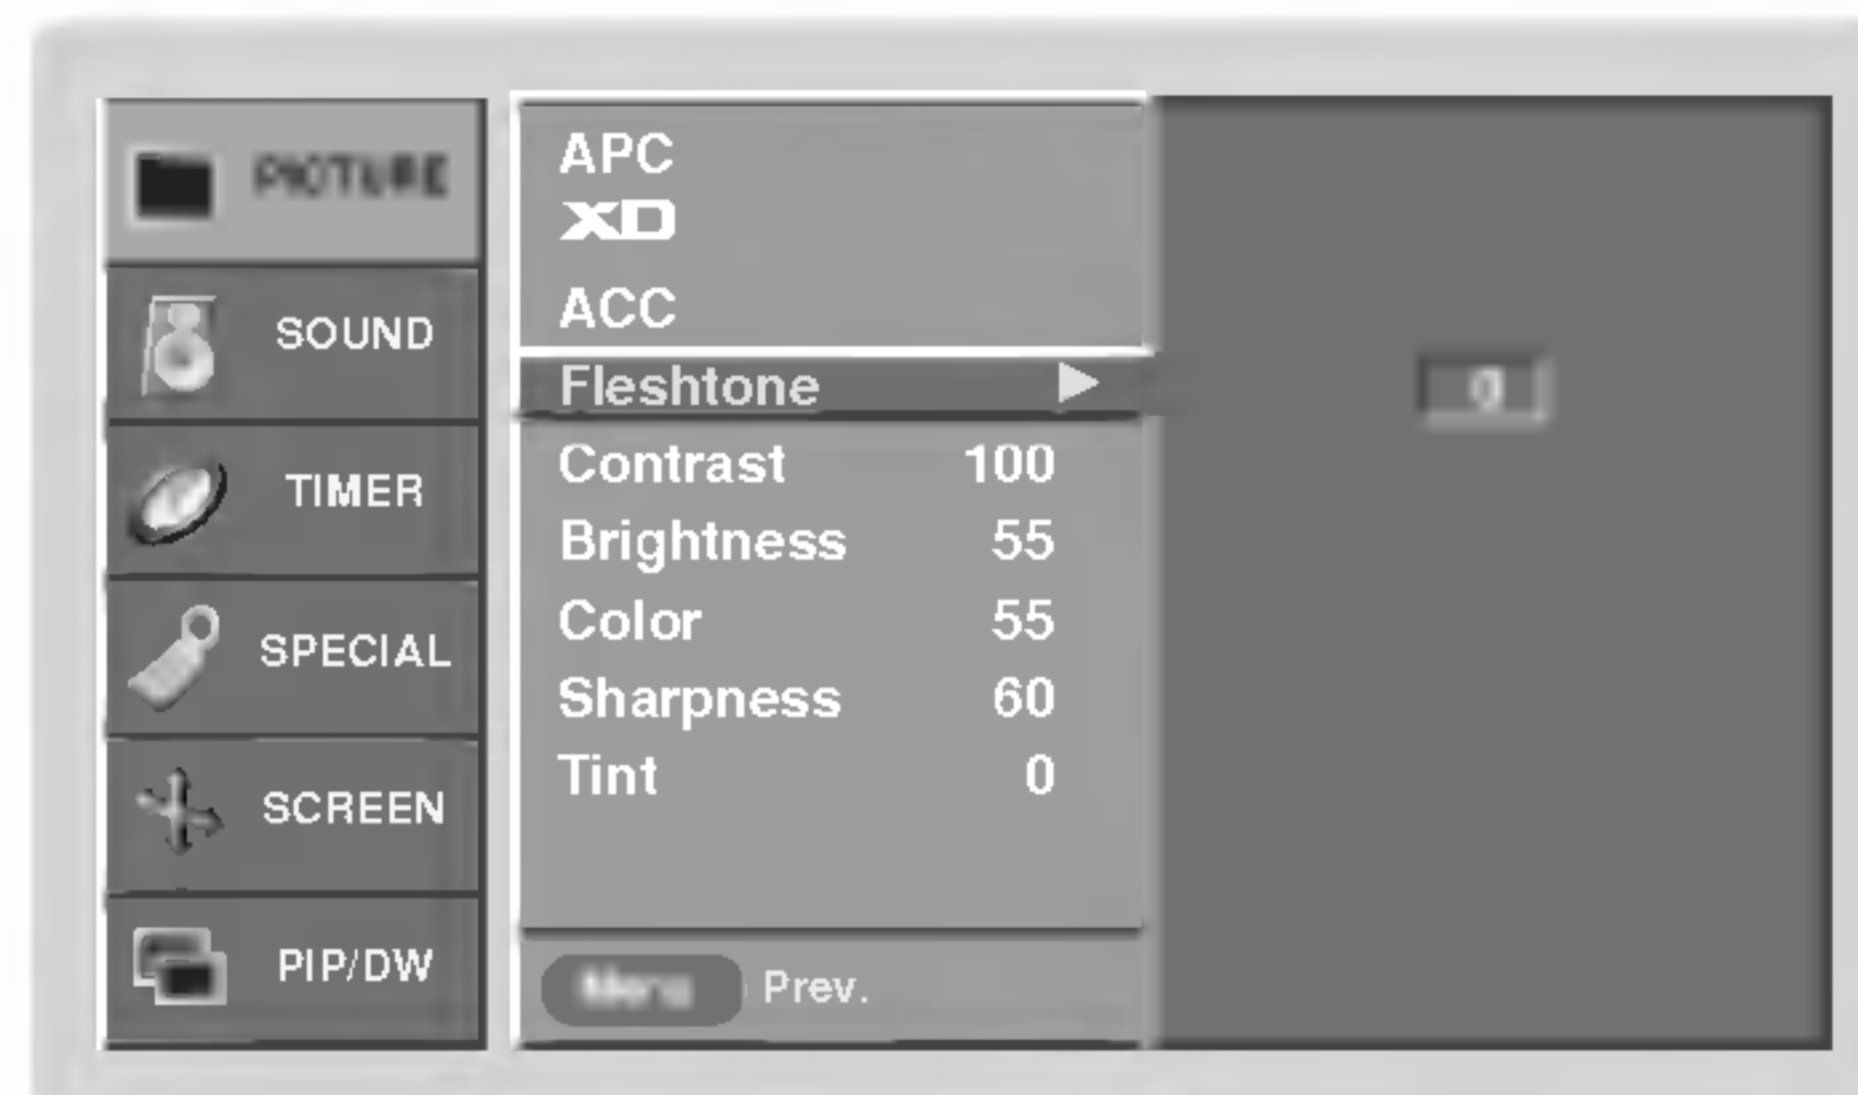 PICTURE
SOUND
TIMER
SPECIAL
SCREEN
PIP/DW
APC
XD
ACC
Fleshtone
Contrast 100
Brightness 55
Color 55
Sharpness 60
Tint 0
Menu Prev.
0